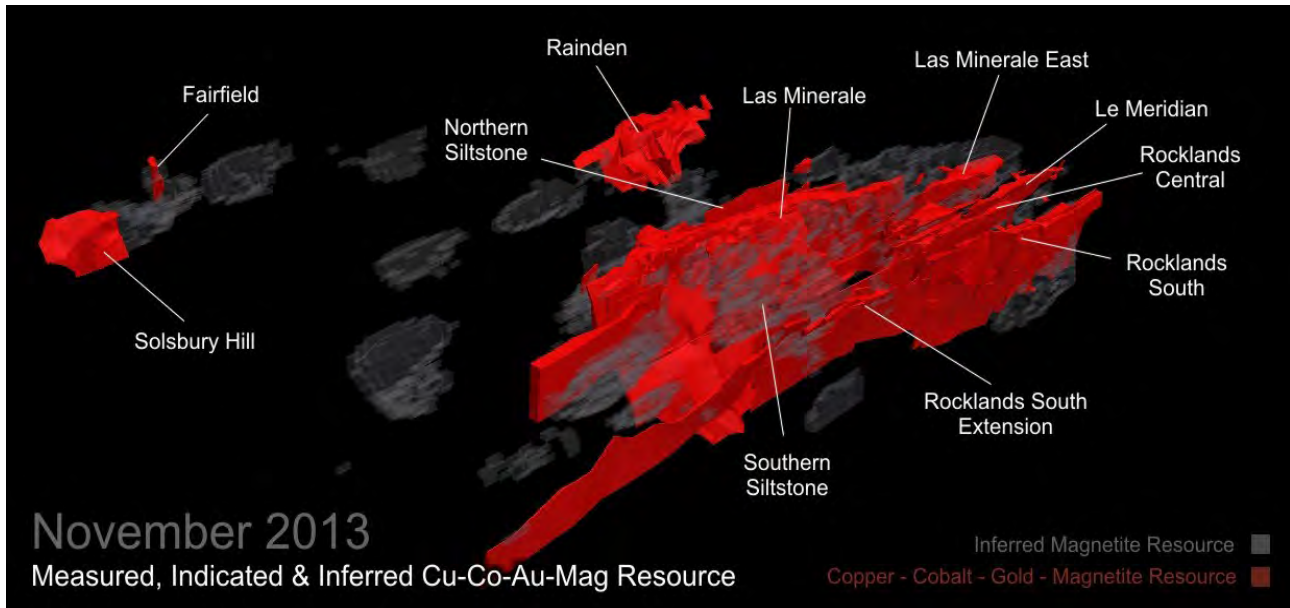 Rainden
Las Minerale East
Fairfield
Las Minerale
Le Meridian
Northern
Siltstone
Rocklands
Central
Rocklands
South
Solsbury Hill
Rocklands South
Extension
Southern
Siltstone
November 2013
Measured, Indicated & Inferred Cu-Co-Au-Mag Resource
Inferred Magnetite Resource
Copper - Cobalt - Gold - Magnetite Resource